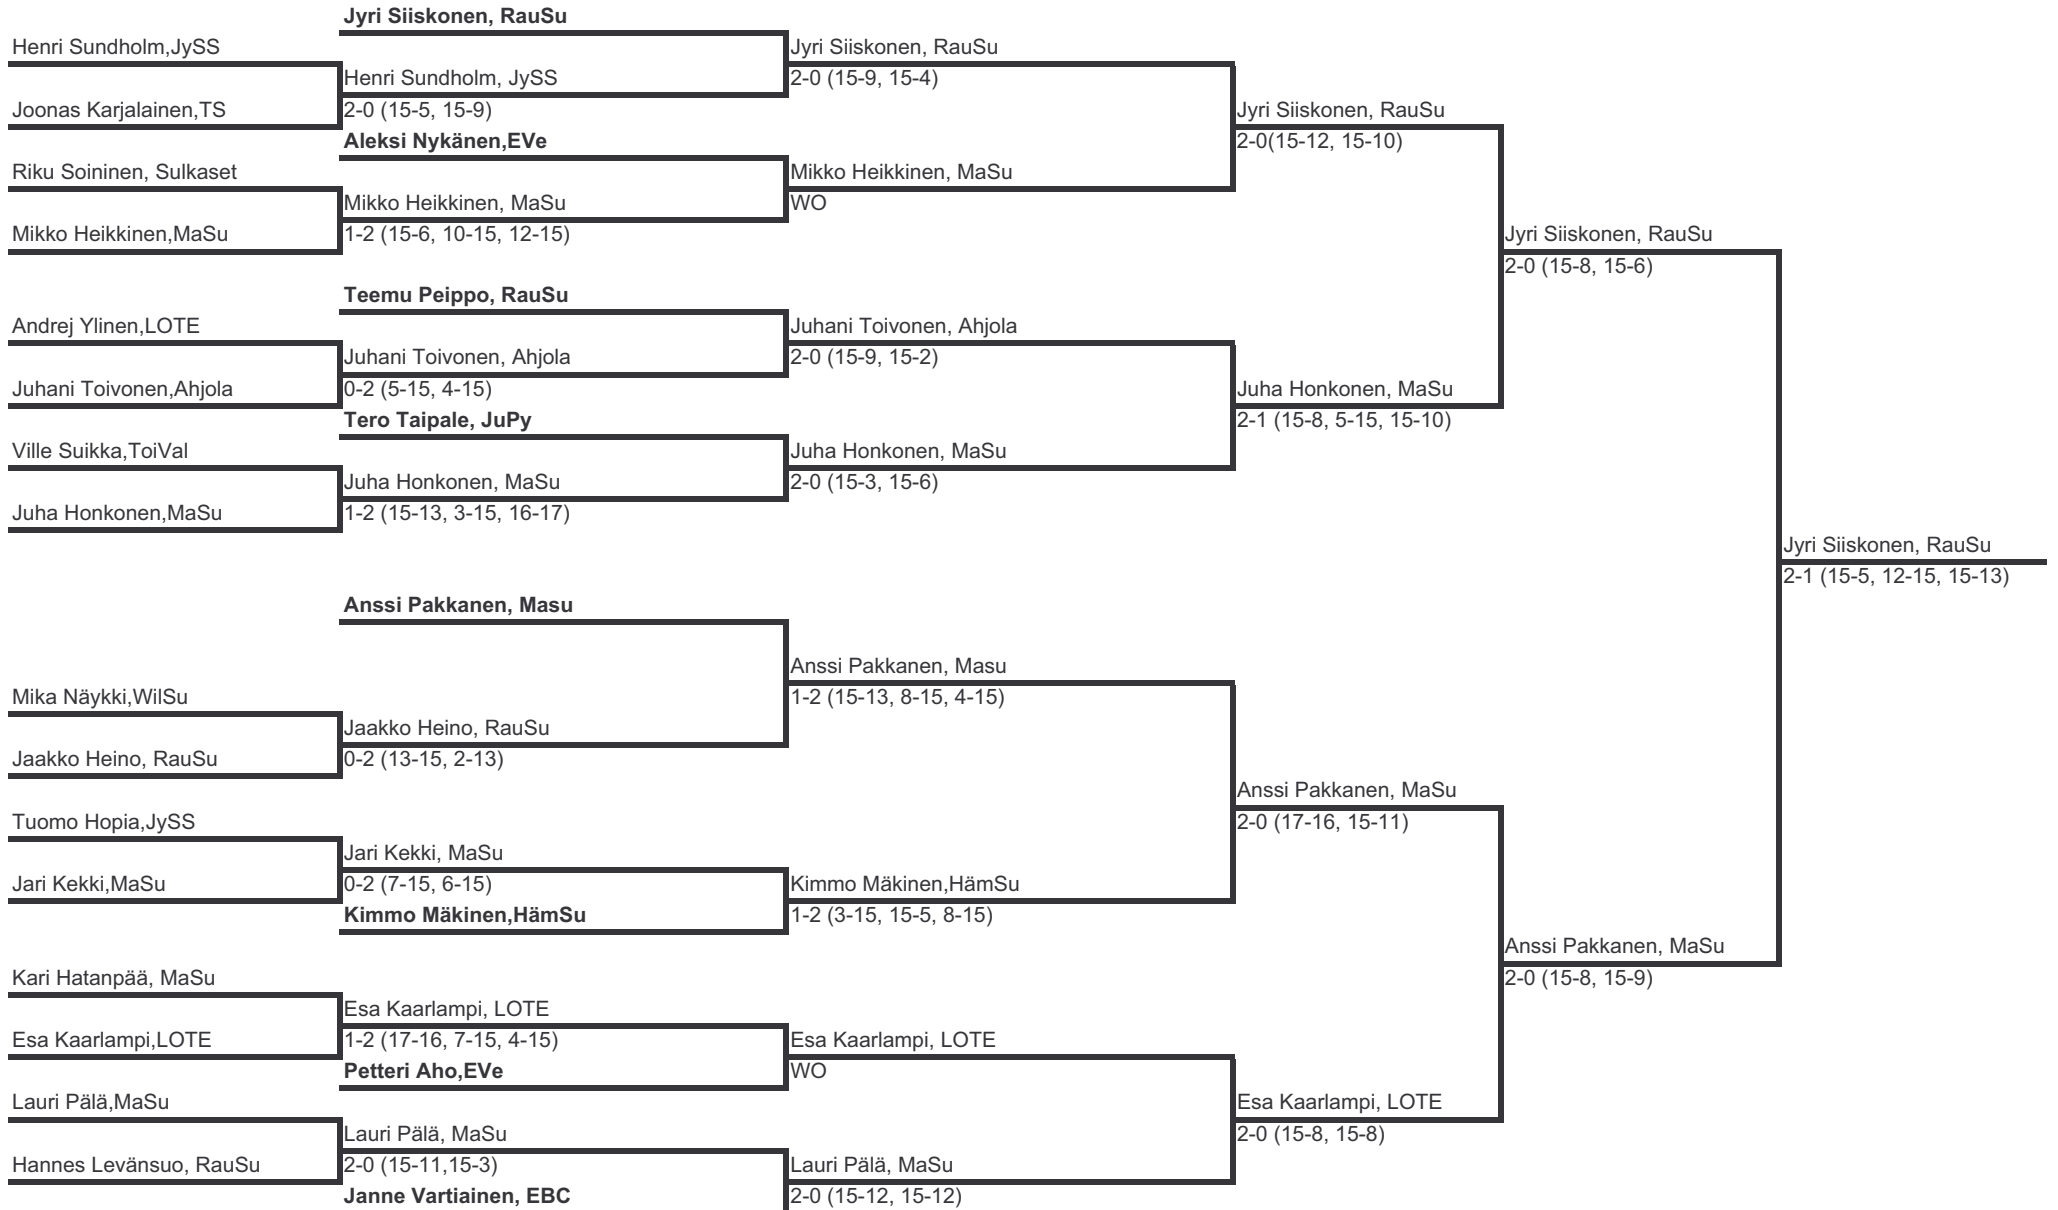 Jyri Siiskonen, RauSu
Henri Sundholm,JySS
Jyri Siiskonen, RauSu
Henri Sundholm, JySS
2-0 (15-9, 15-4)
Joonas Karjalainen,TS
2-0 (15-5, 15-9)
Jyri Siiskonen, RauSu
Aleksi Nykänen,EVe
2-0(15-12, 15-10)
Riku Soininen, Sulkaset
Mikko Heikkinen, MaSu
Mikko Heikkinen, MaSu
WO
Mikko Heikkinen,MaSu
1-2 (15-6, 10-15, 12-15)
Jyri Siiskonen, RauSu
2-0 (15-8, 15-6)
Teemu Peippo, RauSu
Andrej Ylinen,LOTE
Juhani Toivonen, Ahjola
Juhani Toivonen, Ahjola
2-0 (15-9, 15-2)
Juhani Toivonen,Ahjola
0-2 (5-15, 4-15)
Juha Honkonen, MaSu
Tero Taipale, JuPy
2-1 (15-8, 5-15, 15-10)
Ville Suikka,ToiVal
Juha Honkonen, MaSu
Juha Honkonen, MaSu
2-0 (15-3, 15-6)
Juha Honkonen,MaSu
1-2 (15-13, 3-15, 16-17)
Jyri Siiskonen, RauSu
2-1 (15-5, 12-15, 15-13)
Anssi Pakkanen, Masu
Anssi Pakkanen, Masu
Mika Näykki,WilSu
1-2 (15-13, 8-15, 4-15)
Jaakko Heino, RauSu
Jaakko Heino, RauSu
0-2 (13-15, 2-13)
Anssi Pakkanen, MaSu
Tuomo Hopia,JySS
2-0 (17-16, 15-11)
Jari Kekki, MaSu
Jari Kekki,MaSu
0-2 (7-15, 6-15)
Kimmo Mäkinen,HämSu
Kimmo Mäkinen,HämSu
1-2 (3-15, 15-5, 8-15)
Anssi Pakkanen, MaSu
Kari Hatanpää, MaSu
2-0 (15-8, 15-9)
Esa Kaarlampi, LOTE
Esa Kaarlampi,LOTE
1-2 (17-16, 7-15, 4-15)
Esa Kaarlampi, LOTE
Petteri Aho,EVe
WO
Lauri Pälä,MaSu
Esa Kaarlampi, LOTE
Lauri Pälä, MaSu
2-0 (15-8, 15-8)
Hannes Levänsuo, RauSu
2-0 (15-11,15-3)
Lauri Pälä, MaSu
Janne Vartiainen, EBC
2-0 (15-12, 15-12)